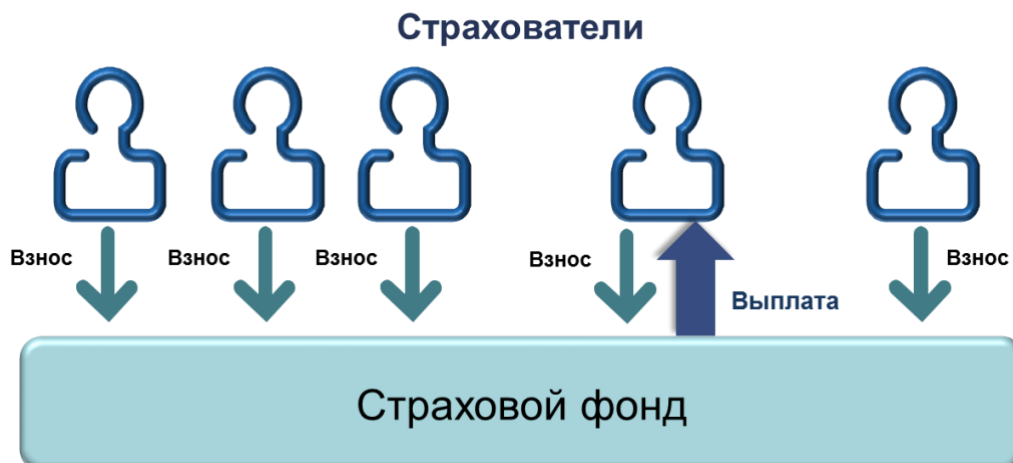 Страхователи
Взнос
Взнос
Взнос
Взнос
Взнос
Выплата
Страховой фонд